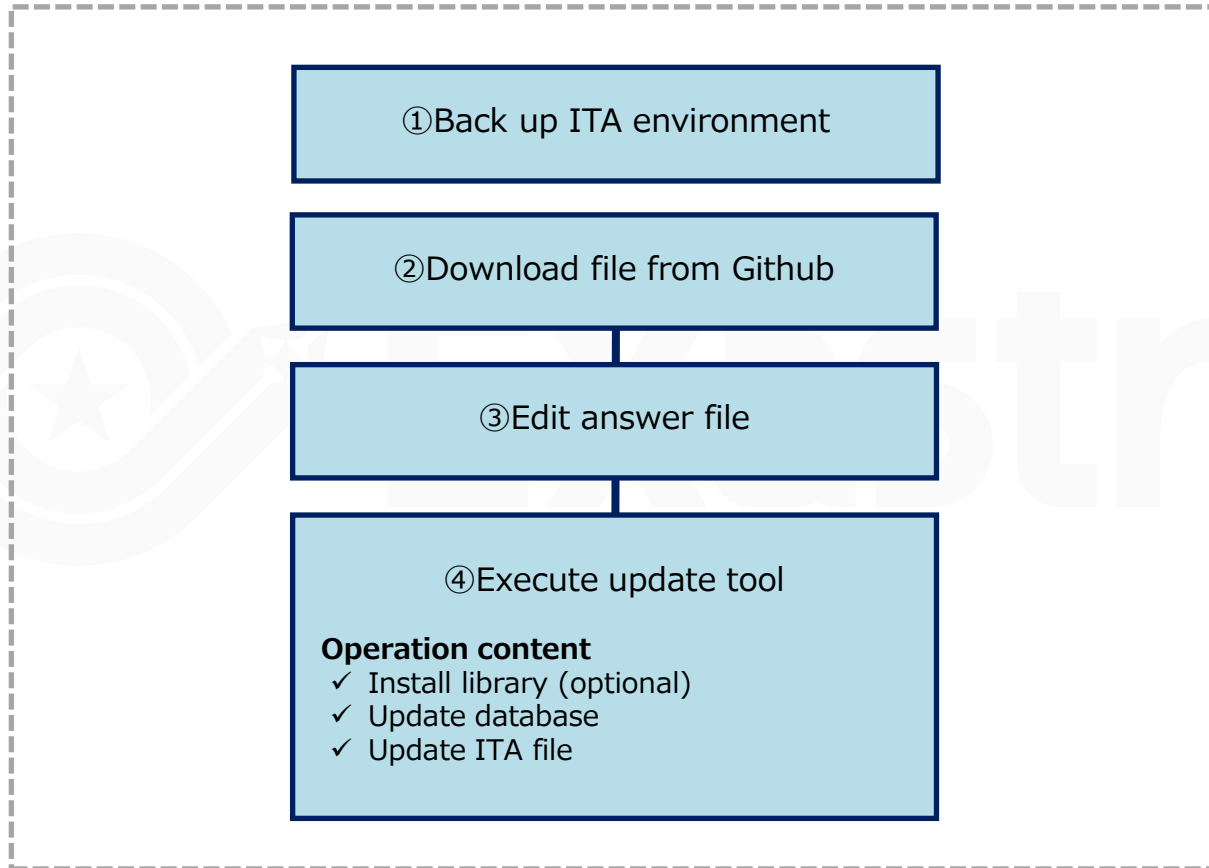 ①Back up ITA environment
②Download file from Github
③Edit answer file
④Execute update tool
Operation content
✓ Install library (optional)
✓ Update database
✓ Update ITA file